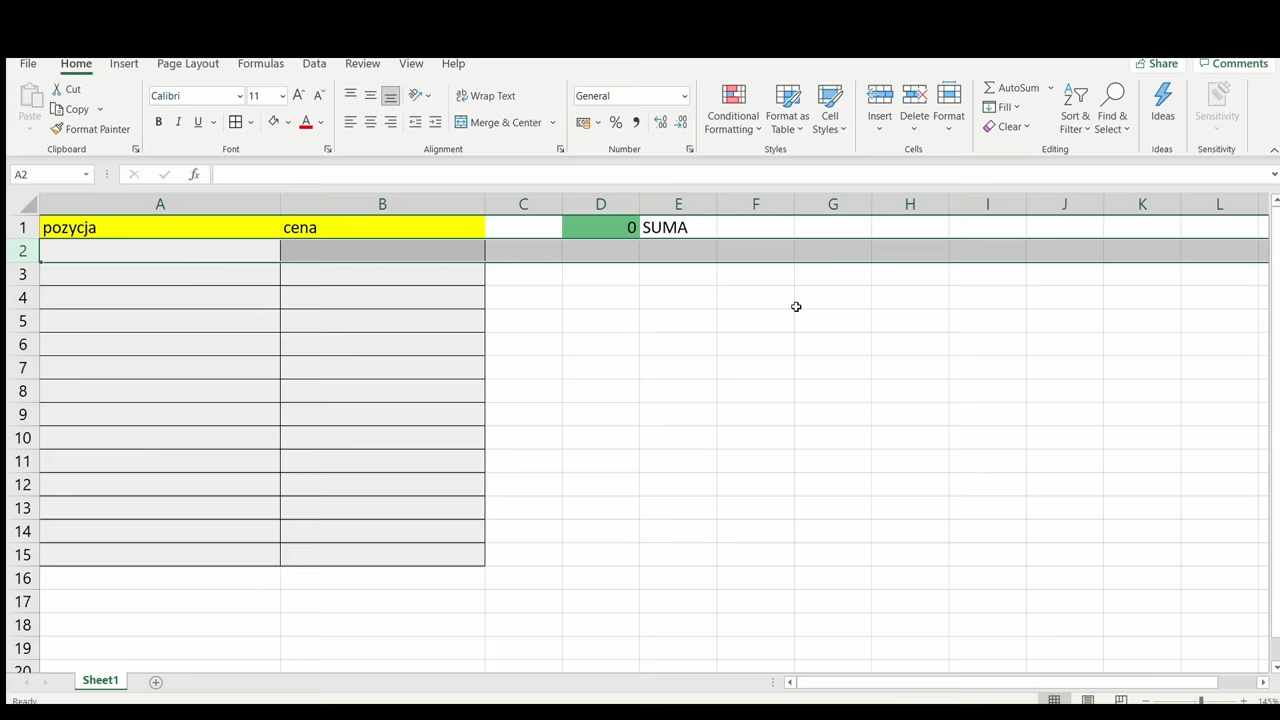 File Home Insert Page Layout Formulas Data Review View Help Share Comments
Paste Cut Copy Format Painter Clipboard
Calibri 11 A A B I U A Font
Wrap Text Merge & Center Alignment
General % Number
Conditional Formatting Format as Table Cell Styles Styles
Insert Delete Format Cells
AutoSum Fill Clear Sort & Filter Find & Select Editing
Ideas Ideas
Sensitivity Sensitivity
A2 fx
A B C D E F G H I J K L
1 pozycja cena 0 SUMA
2
3
4
5
6
7
8
9
10
11
12
13
14
15
16
17
18
19
20
Sheet1
Ready 145%